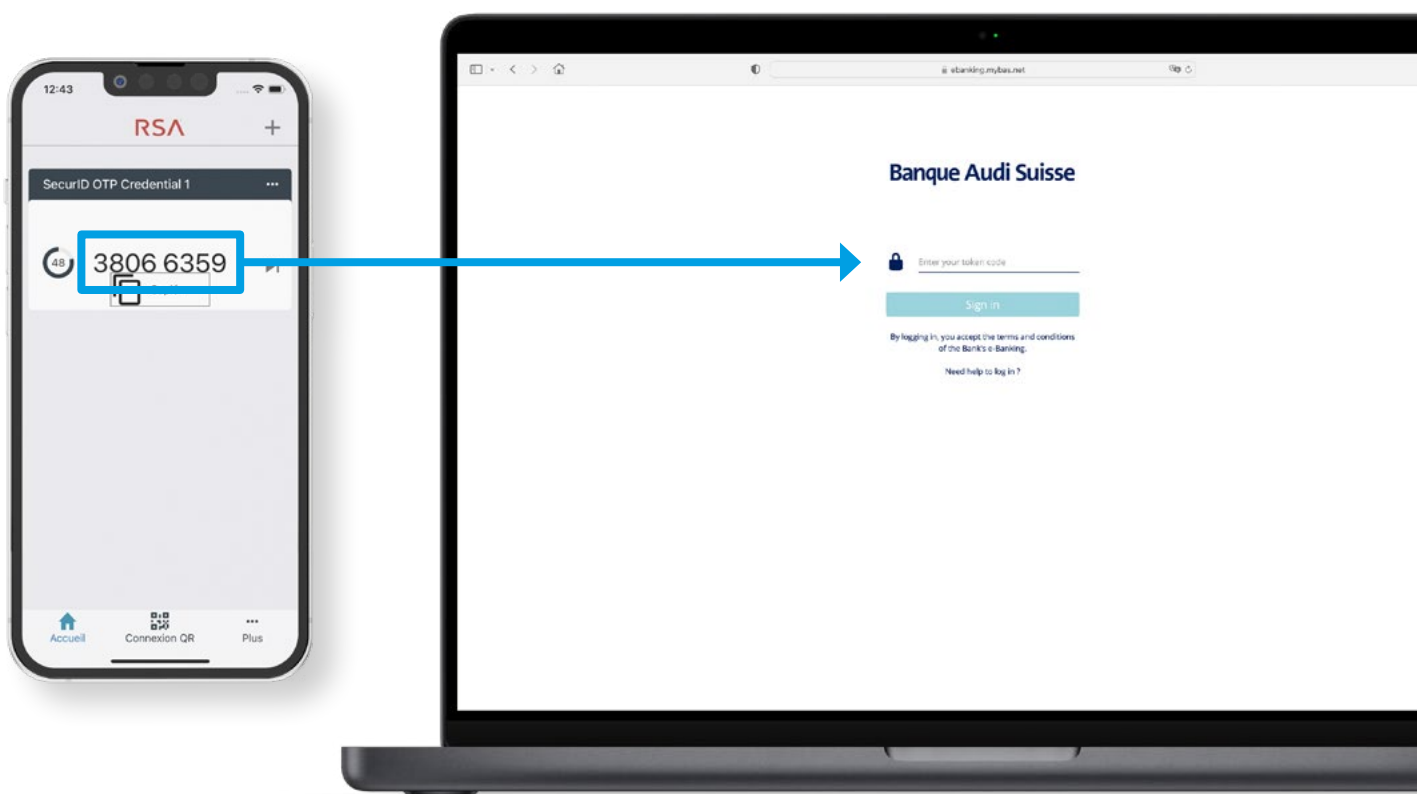 12:43
RSA
SecurID OTP Credential 1
48
3806 6359
Accueil
Connexion QR
Plus
ebanking.mybas.net
Banque Audi Suisse
Enter your token code
Sign in
By logging in, you accept the terms and conditions
of the Bank's e-Banking.
Need help to log in ?